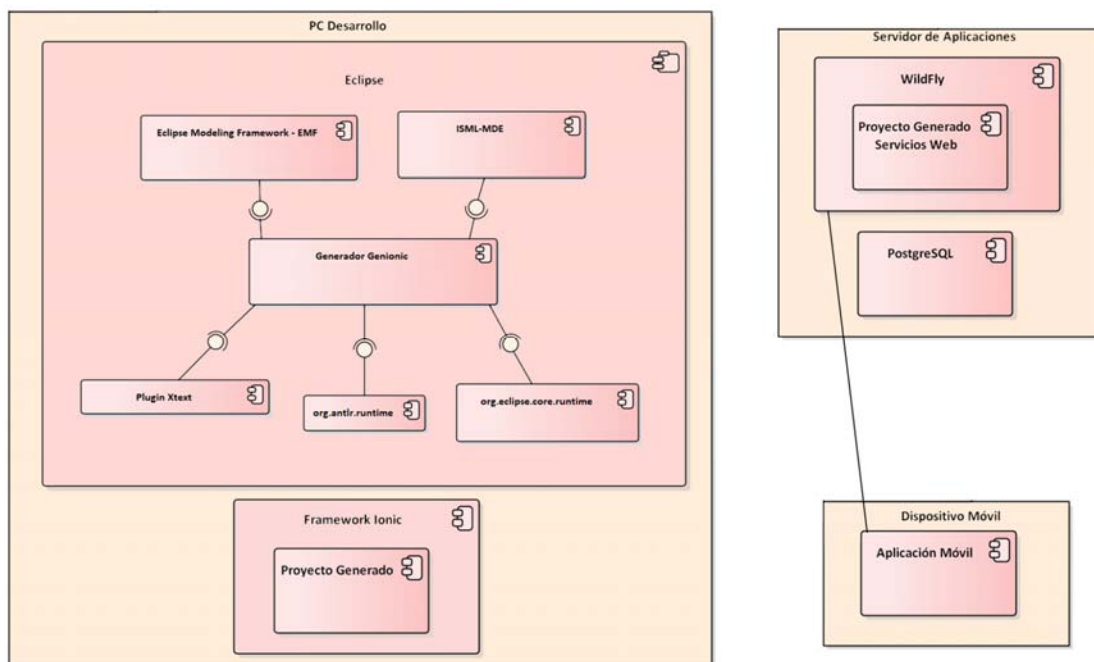 PC Desarrollo
Eclipse
Eclipse Modeling Framework - EMF
ISML-MDE
Generador Genionic
Plugin Xtext
org.antlr.runtime
org.eclipse.core.runtime
Framework Ionic
Proyecto Generado
Servidor de Aplicaciones
WildFly
Proyecto Generado
Servicios Web
PostgreSQL
Dispositivo Móvil
Aplicación Móvil